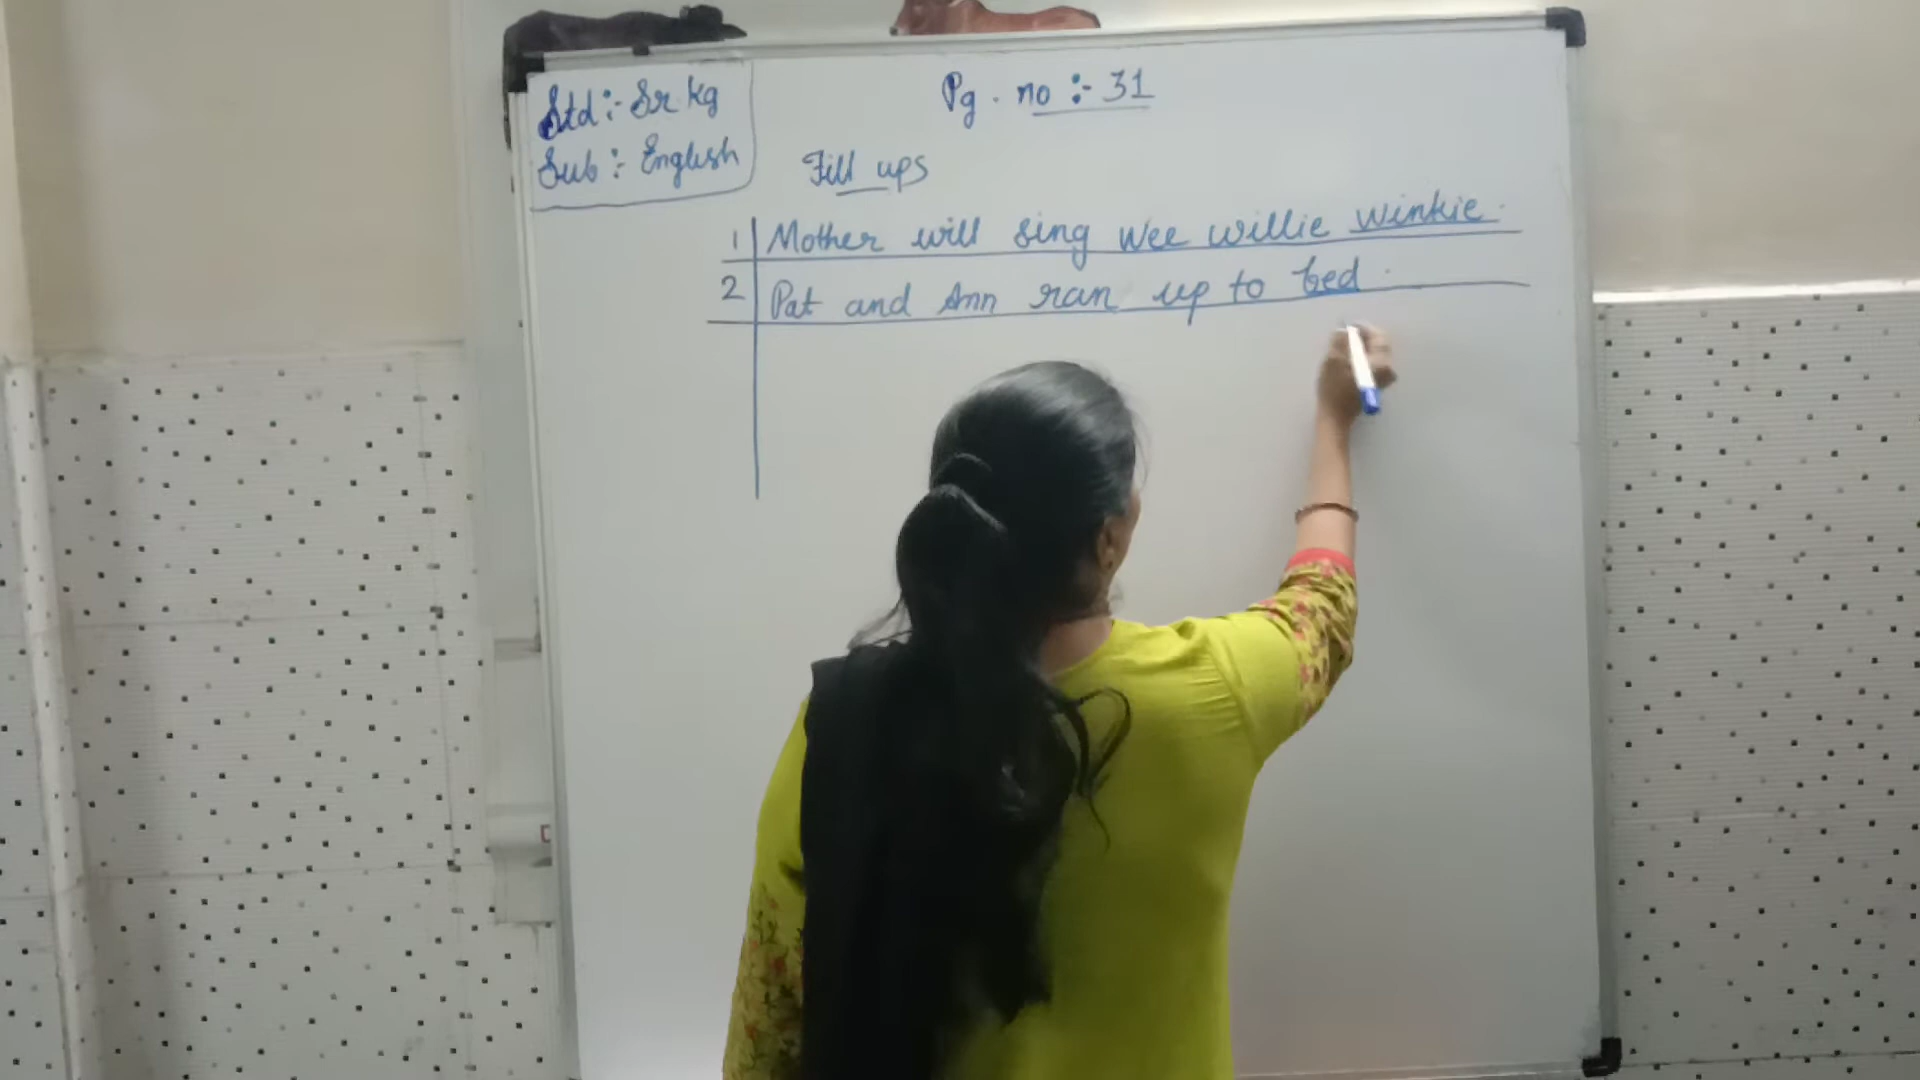 Std :- Sr kg
Sub :- English
Pg. no :- 31
Fill ups
1 Mother will sing Wee Willie Winkie.
2 Pat and Ann ran up to bed.